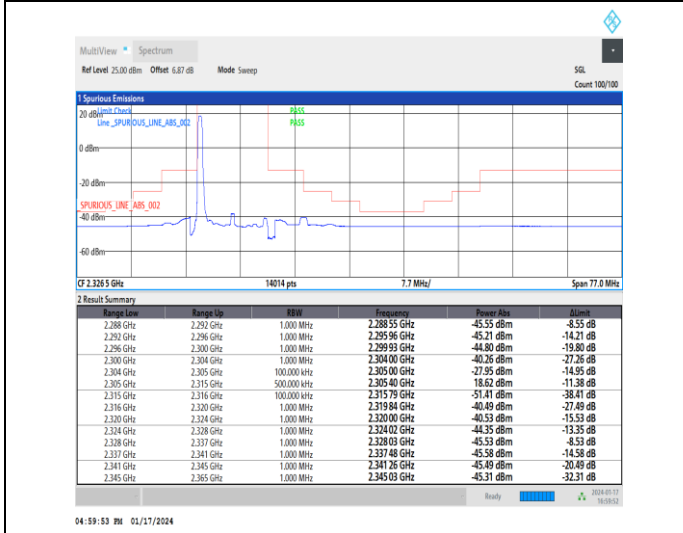 MultiView Spectrum
Ref Level 25.00 dBm Offset 6.87 dB Mode Sweep SGL
Count 100/100
1 Spurious Emissions
20 dBm Limit Check PASS
Line _SPURIOUS_LINE_ABS_002 PASS
0 dBm
-20 dBm
SPURIOUS_LINE_ABS_002
-40 dBm
-60 dBm
CF 2.326 5 GHz 14014 pts 7.7 MHz/ Span 77.0 MHz
2 Result Summary
Range Low Range Up RBW Frequency Power Abs ΔLimit
2.288 GHz 2.292 GHz 1.000 MHz 2.288 55 GHz -45.55 dBm -8.55 dB
2.292 GHz 2.296 GHz 1.000 MHz 2.295 96 GHz -45.21 dBm -14.21 dB
2.296 GHz 2.300 GHz 1.000 MHz 2.299 93 GHz -44.80 dBm -19.80 dB
2.300 GHz 2.304 GHz 1.000 MHz 2.304 00 GHz -40.26 dBm -27.26 dB
2.304 GHz 2.305 GHz 100.000 kHz 2.305 00 GHz -27.95 dBm -14.95 dB
2.305 GHz 2.315 GHz 500.000 kHz 2.305 40 GHz 18.62 dBm -11.38 dB
2.315 GHz 2.316 GHz 100.000 kHz 2.315 79 GHz -51.41 dBm -38.41 dB
2.316 GHz 2.320 GHz 1.000 MHz 2.319 84 GHz -40.49 dBm -27.49 dB
2.320 GHz 2.324 GHz 1.000 MHz 2.320 00 GHz -40.53 dBm -15.53 dB
2.324 GHz 2.328 GHz 1.000 MHz 2.324 02 GHz -44.35 dBm -13.35 dB
2.328 GHz 2.337 GHz 1.000 MHz 2.328 03 GHz -45.53 dBm -8.53 dB
2.337 GHz 2.341 GHz 1.000 MHz 2.337 48 GHz -45.58 dBm -14.58 dB
2.341 GHz 2.345 GHz 1.000 MHz 2.341 26 GHz -45.49 dBm -20.49 dB
2.345 GHz 2.365 GHz 1.000 MHz 2.345 03 GHz -45.31 dBm -32.31 dB
Ready 2024-01-17
16:59:52
04:59:53 PM 01/17/2024